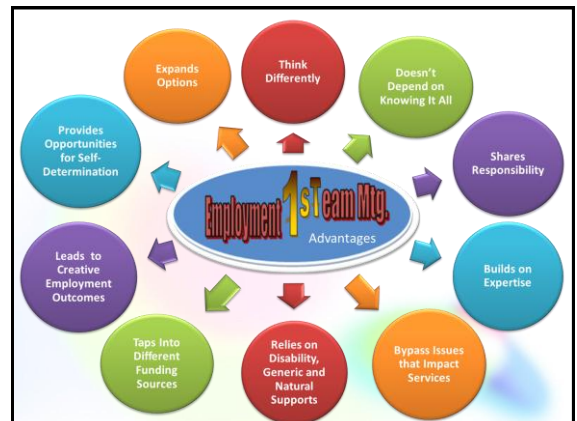 Think
Differently
Doesn't
Depend on
Knowing It All
Shares
Responsibility
Builds on
Expertise
Bypass Issues
that Impact
Services
Relies on
Disability,
Generic and
Natural
Supports
Taps Into
Different
Funding
Sources
Leads to
Creative
Employment
Outcomes
Provides
Opportunities
for Self-
Determination
Expands
Options
Employment 1sTeam Mtg.
Advantages